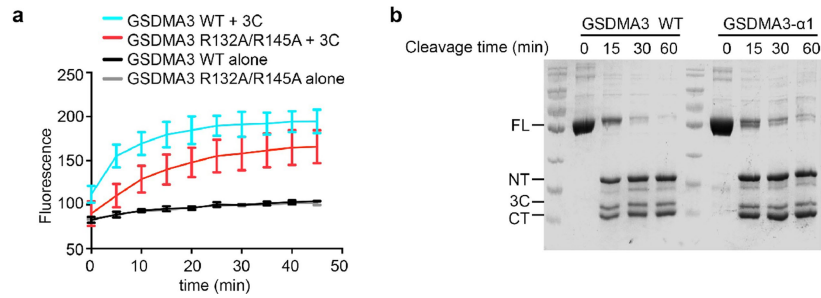 a
GSDMA3 WT + 3C
GSDMA3 R132A/R145A + 3C
GSDMA3 WT alone
GSDMA3 R132A/R145A alone
250
200
150
100
50
Fluorescence
0 10 20 30 40 50
time (min)
b
GSDMA3 WT GSDMA3-α1
Cleavage time (min) 0 15 30 60 0 15 30 60
FL
NT
3C
CT